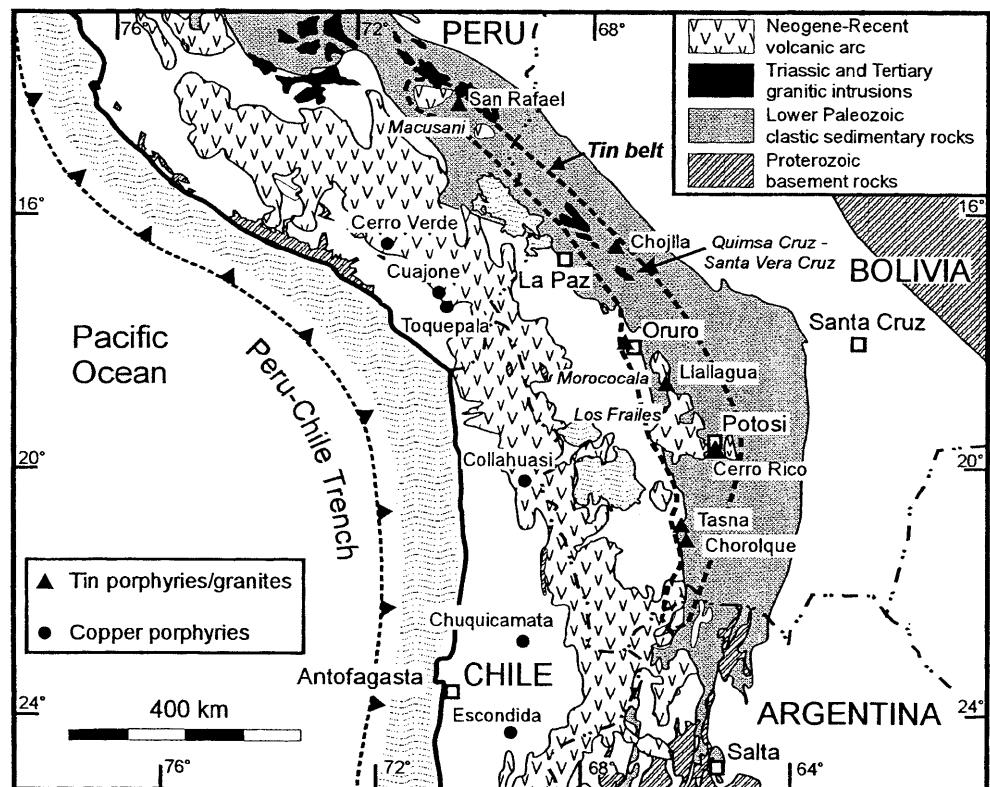 76
72
PERU
68°
Neogene-Recent
volcanic arc
Triassic and Tertiary
granitic intrusions
Lower Paleozoic
clastic sedimentary rocks
Proterozoic
basement rocks
San Rafael
Macusani
Tin belt
16°
16°
Cerro Verde
Chojlla
Quimsa Cruz -
Santa Vera Cruz
Cuajone
La Paz
BOLIVIA
Toquepala
Oruro
Santa Cruz
Pacific
Ocean
Peru-Chile Trench
Morococala
Llallagua
Los Frailes
Potosi
Collahuasi
Cerro Rico
20°
20°
Tasna
Chorolque
Tin porphyries/granites
Copper porphyries
Chuquicamata
Antofagasta
CHILE
Escondida
24°
24°
400 km
ARGENTINA
Salta
76°
72°
68°
64°